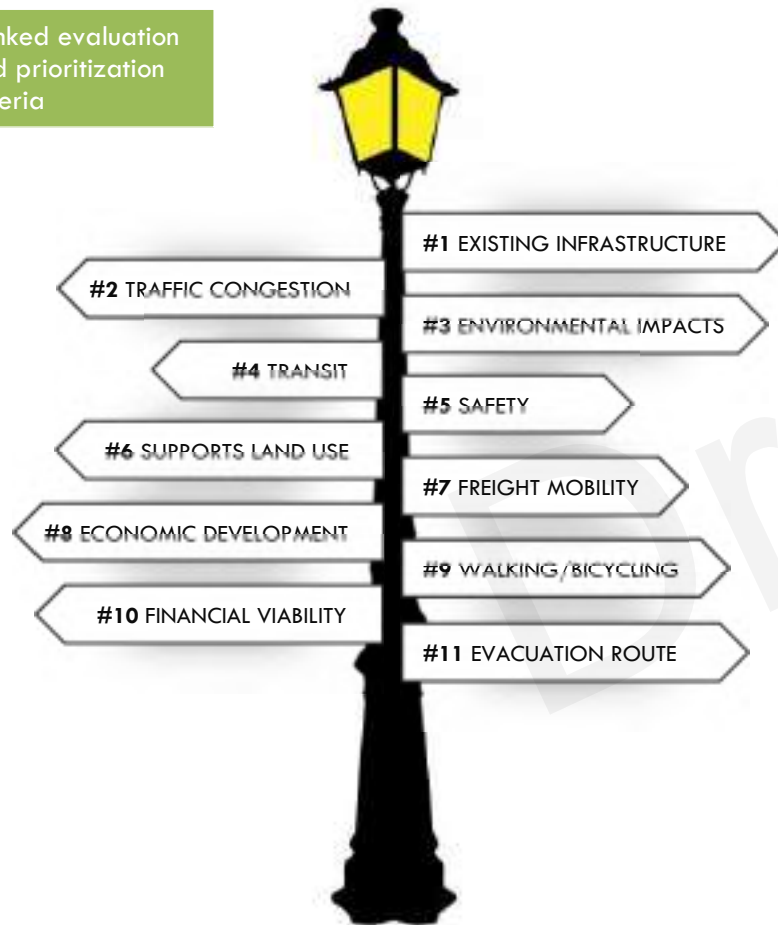 nked evaluation
d prioritization
eria
#1 EXISTING INFRASTRUCTURE
#2 TRAFFIC CONGESTION
#3 ENVIRONMENTAL IMPACTS
#4 TRANSIT
#5 SAFETY
#6 SUPPORTS LAND USE
#7 FREIGHT MOBILITY
#8 ECONOMIC DEVELOPMENT
#9 WALKING/BICYCLING
#10 FINANCIAL VIABILITY
#11 EVACUATION ROUTE
Dr